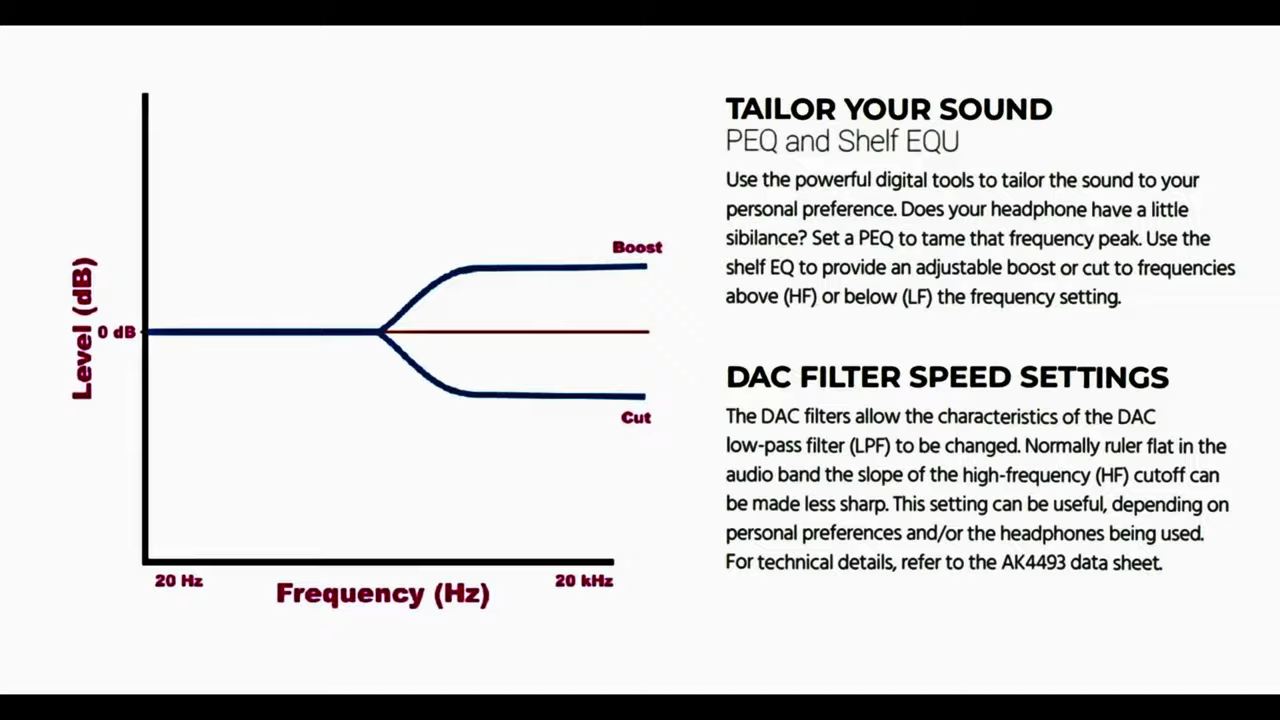 TAILOR YOUR SOUND
PEQ and Shelf EQU
Use the powerful digital tools to tailor the sound to your
personal preference. Does your headphone have a little
sibilance? Set a PEQ to tame that frequency peak. Use the
shelf EQ to provide an adjustable boost or cut to frequencies
above (HF) or below (LF) the frequency setting.
DAC FILTER SPEED SETTINGS
The DAC filters allow the characteristics of the DAC
low-pass filter (LPF) to be changed. Normally ruler flat in the
audio band the slope of the high-frequency (HF) cutoff can
be made less sharp. This setting can be useful, depending on
personal preferences and/or the headphones being used.
For technical details, refer to the AK4493 data sheet.
Boost
Level (dB)
0 dB
Cut
20 Hz
20 kHz
Frequency (Hz)